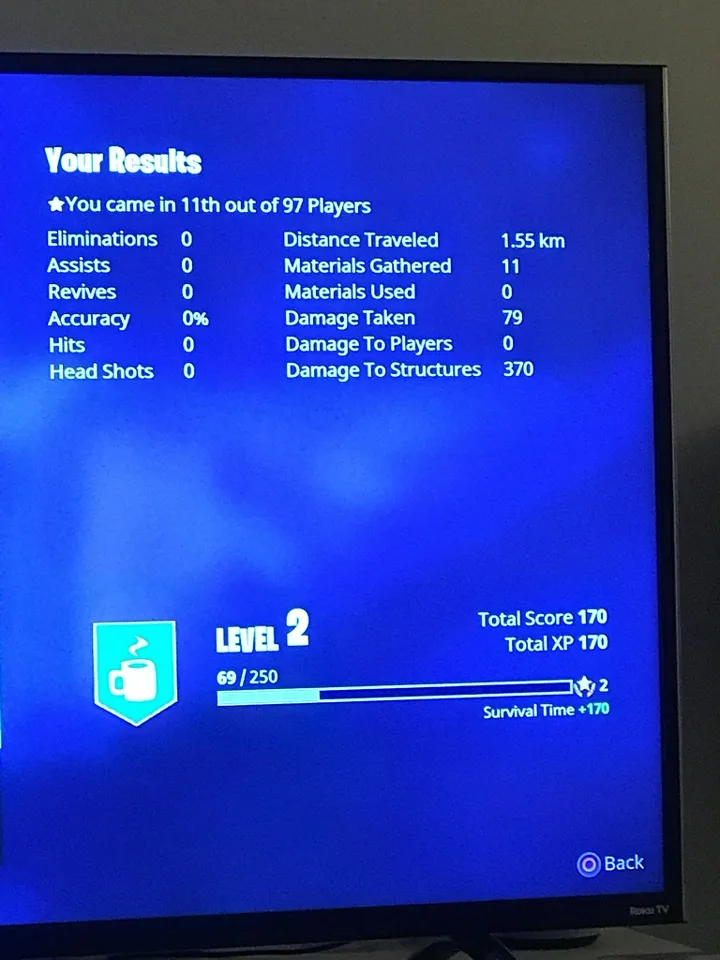 Your Results
★You came in 11th out of 97 Players
Eliminations 0 Distance Traveled 1.55 km
Assists 0 Materials Gathered 11
Revives 0 Materials Used 0
Accuracy 0% Damage Taken 79
Hits 0 Damage To Players 0
Head Shots 0 Damage To Structures 370
LEVEL 2
Total Score 170
Total XP 170
69 / 250
2
Survival Time +170
Back
Roku TV